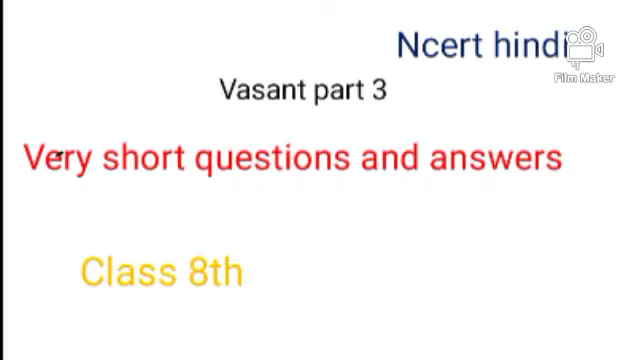 Ncert hindi
Film Maker
Vasant part 3
Very short questions and answers
Class 8th